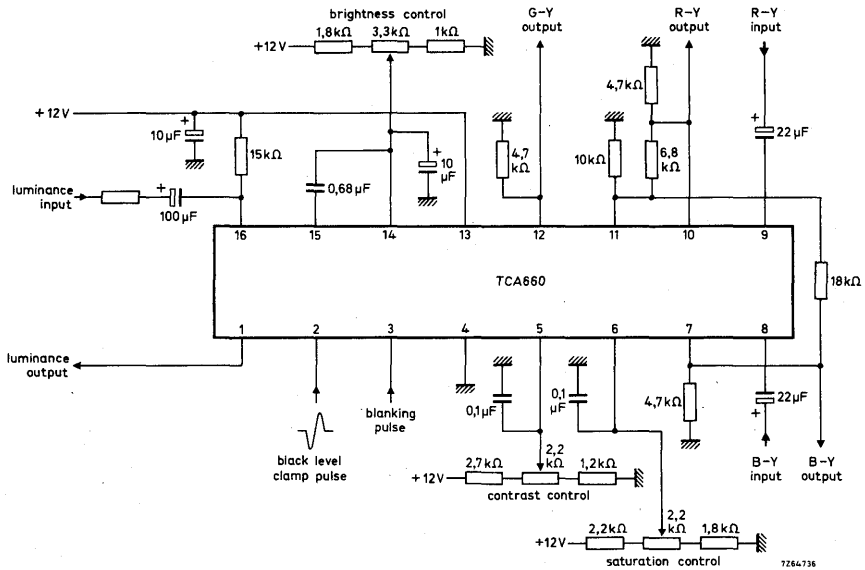 brightness control
1,8kΩ 3,3kΩ 1kΩ
+12V
G-Y
output
R-Y
output
R-Y
input
4,7kΩ
+12V
+
10μF
15kΩ
0,68μF
+
10
μF
4,7
kΩ
10kΩ
6,8
kΩ
+
22μF
luminance
input
+
100μF
16 15 14 13 12 11 10 9
TCA660
18kΩ
1 2 3 4 5 6 7 8
luminance
output
black level
clamp pulse
blanking
pulse
0,1μF
0,1
μF
4,7kΩ
22μF
+
B-Y
input
B-Y
output
2,7kΩ 2,2
kΩ 1,2kΩ
+12V
contrast control
2,2kΩ 2,2
kΩ 1,8kΩ
+12V
saturation control
7Z64736